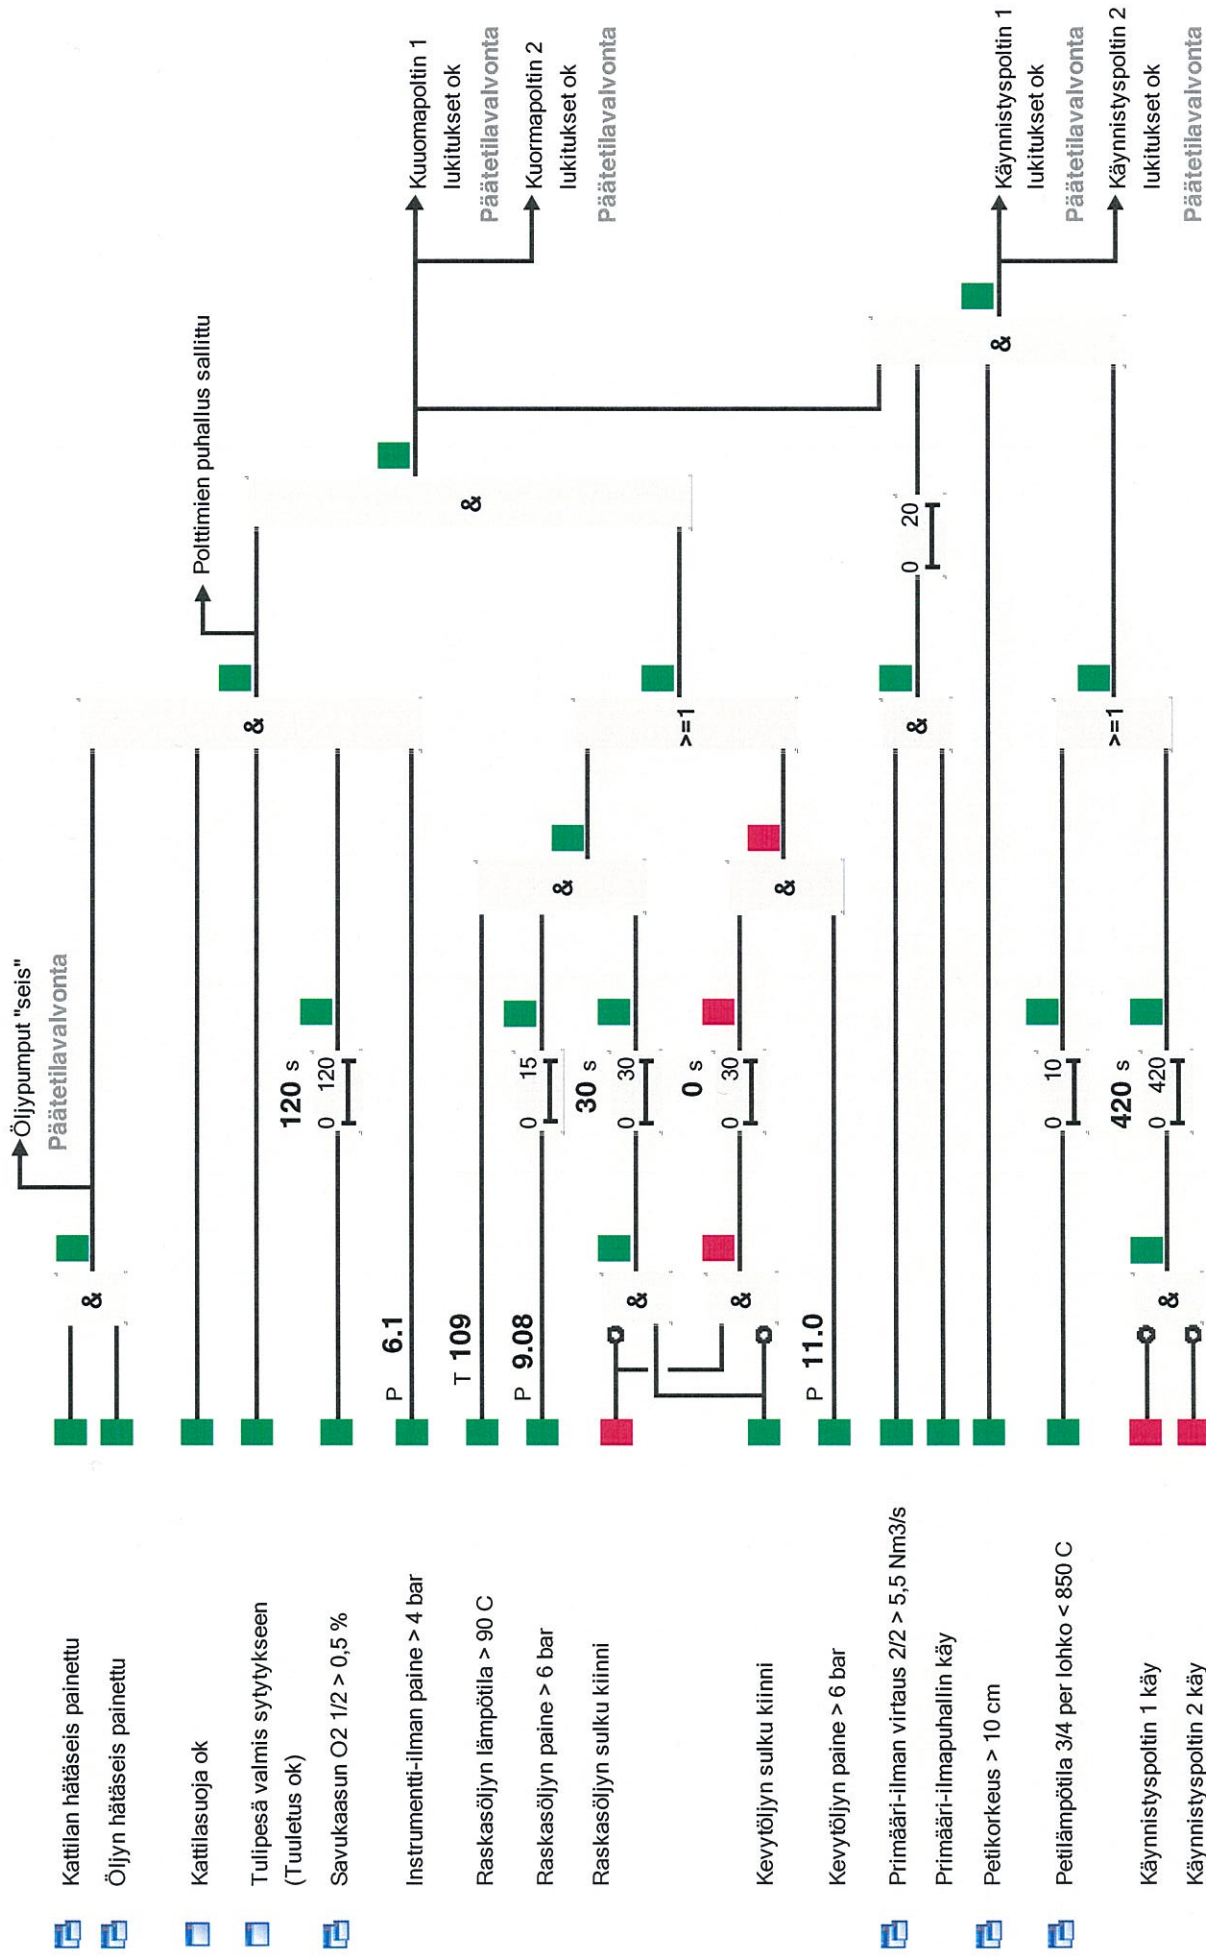 Kattilan hätäseis painettu
Öljyn hätäseis painettu
Kattilasuoja ok
Tulipesä valmis sytytykseen
(Tuuletus ok)
Savukaasun O2 1/2 > 0,5 %
Instrumentti-ilman paine > 4 bar
Raskasöljyn lämpötila > 90 C
Raskasöljyn paine > 6 bar
Raskasöljyn sulku kiinni
Kevytöljyn sulku kiinni
Kevytöljyn paine > 6 bar
Primääri-ilman virtaus 2/2 > 5,5 Nm3/s
Primääri-ilmapuhallin käy
Petikorkeus > 10 cm
Petilämpötila 3/4 per lohko < 850 C
Käynnistyspoltin 1 käy
Käynnistyspoltin 2 käy
P 6.1
T 109
P 9.08
P 11.0
&
&
&
&
Öljypumput "seis"
Päätetilavalvonta
120 s
0 120
0 15
30 s
0 30
0 s
0 30
0 10
420 s
0 420
&
&
&
>=1
&
>=1
Polttimien puhallus sallittu
&
0 20
&
Kuuomapoltin 1
lukitukset ok
Päätetilavalvonta
Kuormapoltin 2
lukitukset ok
Päätetilavalvonta
Käynnistyspoltin 1
lukitukset ok
Päätetilavalvonta
Käynnistyspoltin 2
lukitukset ok
Päätetilavalvonta